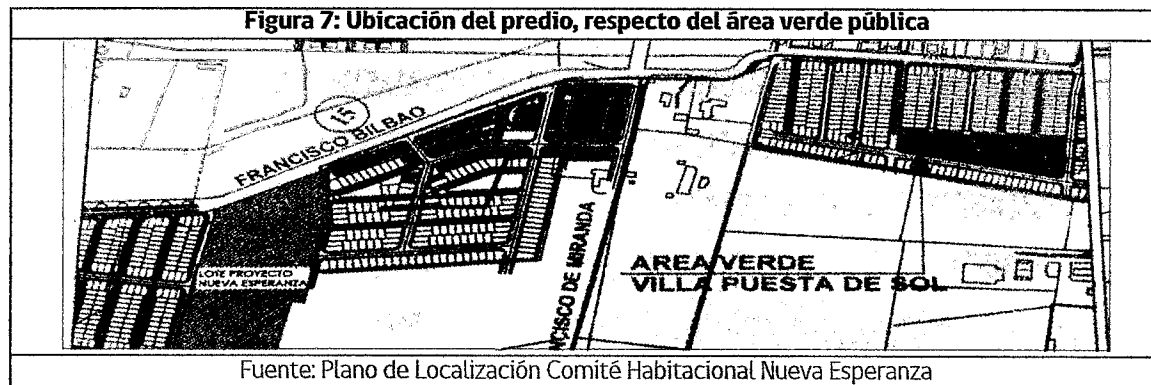 Figura 7: Ubicación del predio, respecto del área verde pública
15
FRANCISCO BILBAO
LOTE PROYECTO
NUEVA ESPERANZA
NCISCO DE MIRANDA
AREA VERDE
VILLA PUESTA DE SOL
Fuente: Plano de Localización Comité Habitacional Nueva Esperanza